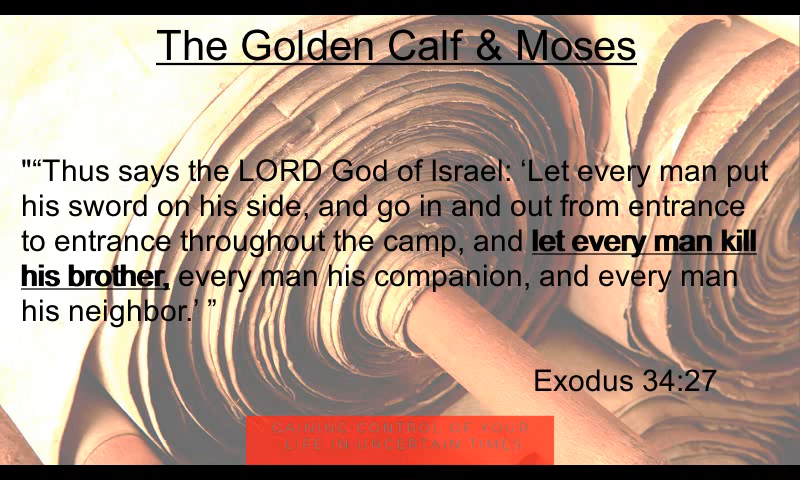 The Golden Calf & Moses
"“Thus says the LORD God of Israel: ‘Let every man put
his sword on his side, and go in and out from entrance
to entrance throughout the camp, and let every man kill
his brother, every man his companion, and every man
his neighbor.’ ”
Exodus 34:27
GAINING CONTROL OF YOUR
LIFE IN UNCERTAIN TIMES